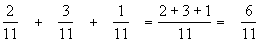 2/11 + 3/11 + 1/11 = (2 + 3 + 1)/11 = 6/11